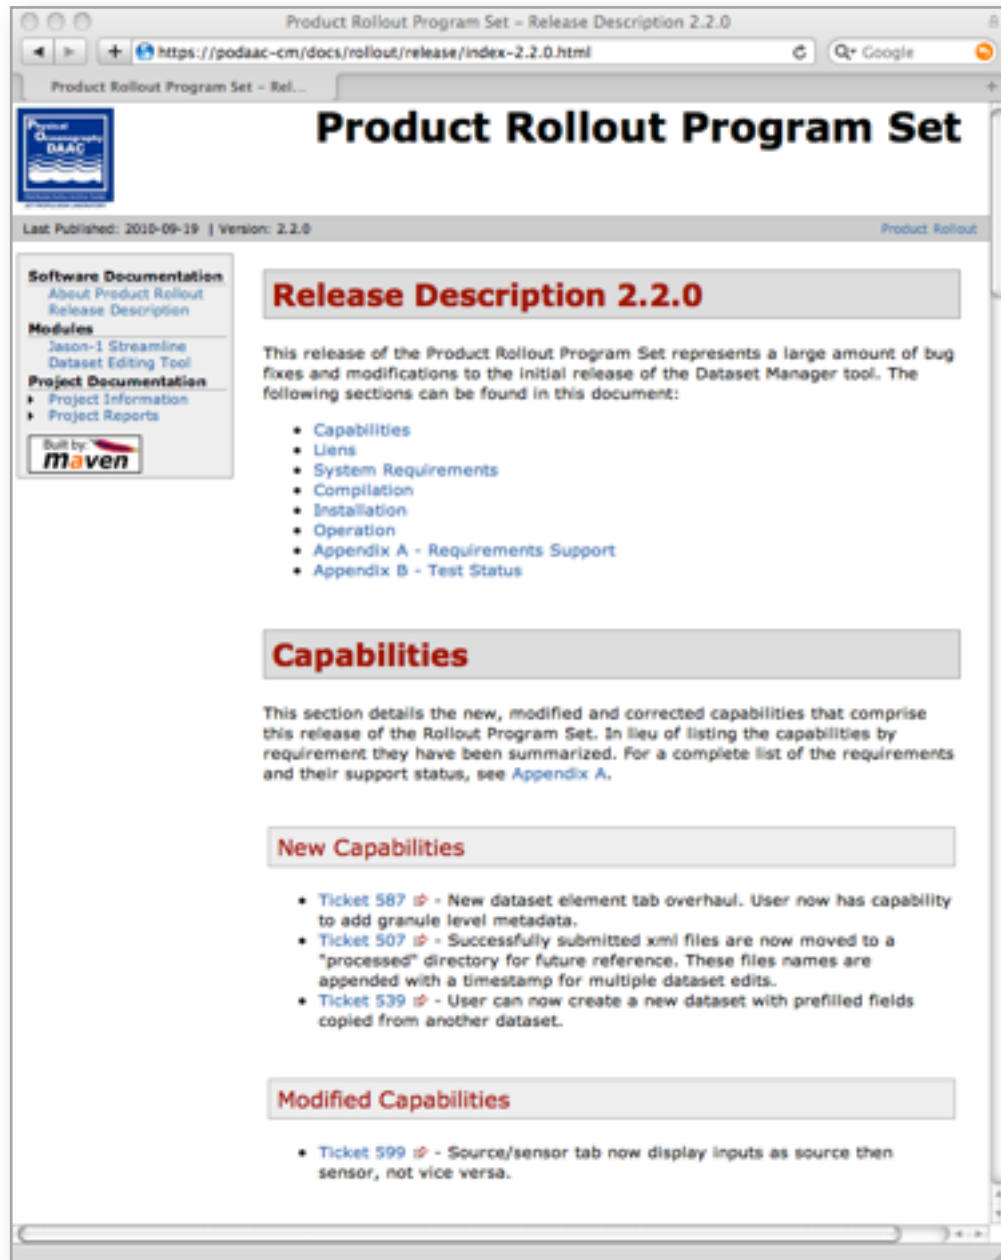 Product Rollout Program Set – Release Description 2.2.0
https://podaac-cm/docs/rollout/release/index-2.2.0.html
Google
Product Rollout Program Set – Rel...
Physical
Oceanography
DAAC
Product Rollout Program Set
Last Published: 2010-09-19 | Version: 2.2.0
Product Rollout
Software Documentation
About Product Rollout
Release Description
Modules
Jason-1 Streamline
Dataset Editing Tool
Project Documentation
Project Information
Project Reports
Built by:
maven
Release Description 2.2.0
This release of the Product Rollout Program Set represents a large amount of bug
fixes and modifications to the initial release of the Dataset Manager tool. The
following sections can be found in this document:
• Capabilities
• Liens
• System Requirements
• Compilation
• Installation
• Operation
• Appendix A - Requirements Support
• Appendix B - Test Status
Capabilities
This section details the new, modified and corrected capabilities that comprise
this release of the Rollout Program Set. In lieu of listing the capabilities by
requirement they have been summarized. For a complete list of the requirements
and their support status, see Appendix A.
New Capabilities
• Ticket 587 - New dataset element tab overhaul. User now has capability
to add granule level metadata.
• Ticket 507 - Successfully submitted xml files are now moved to a
"processed" directory for future reference. These files names are
appended with a timestamp for multiple dataset edits.
• Ticket 539 - User can now create a new dataset with prefilled fields
copied from another dataset.
Modified Capabilities
• Ticket 599 - Source/sensor tab now display inputs as source then
sensor, not vice versa.